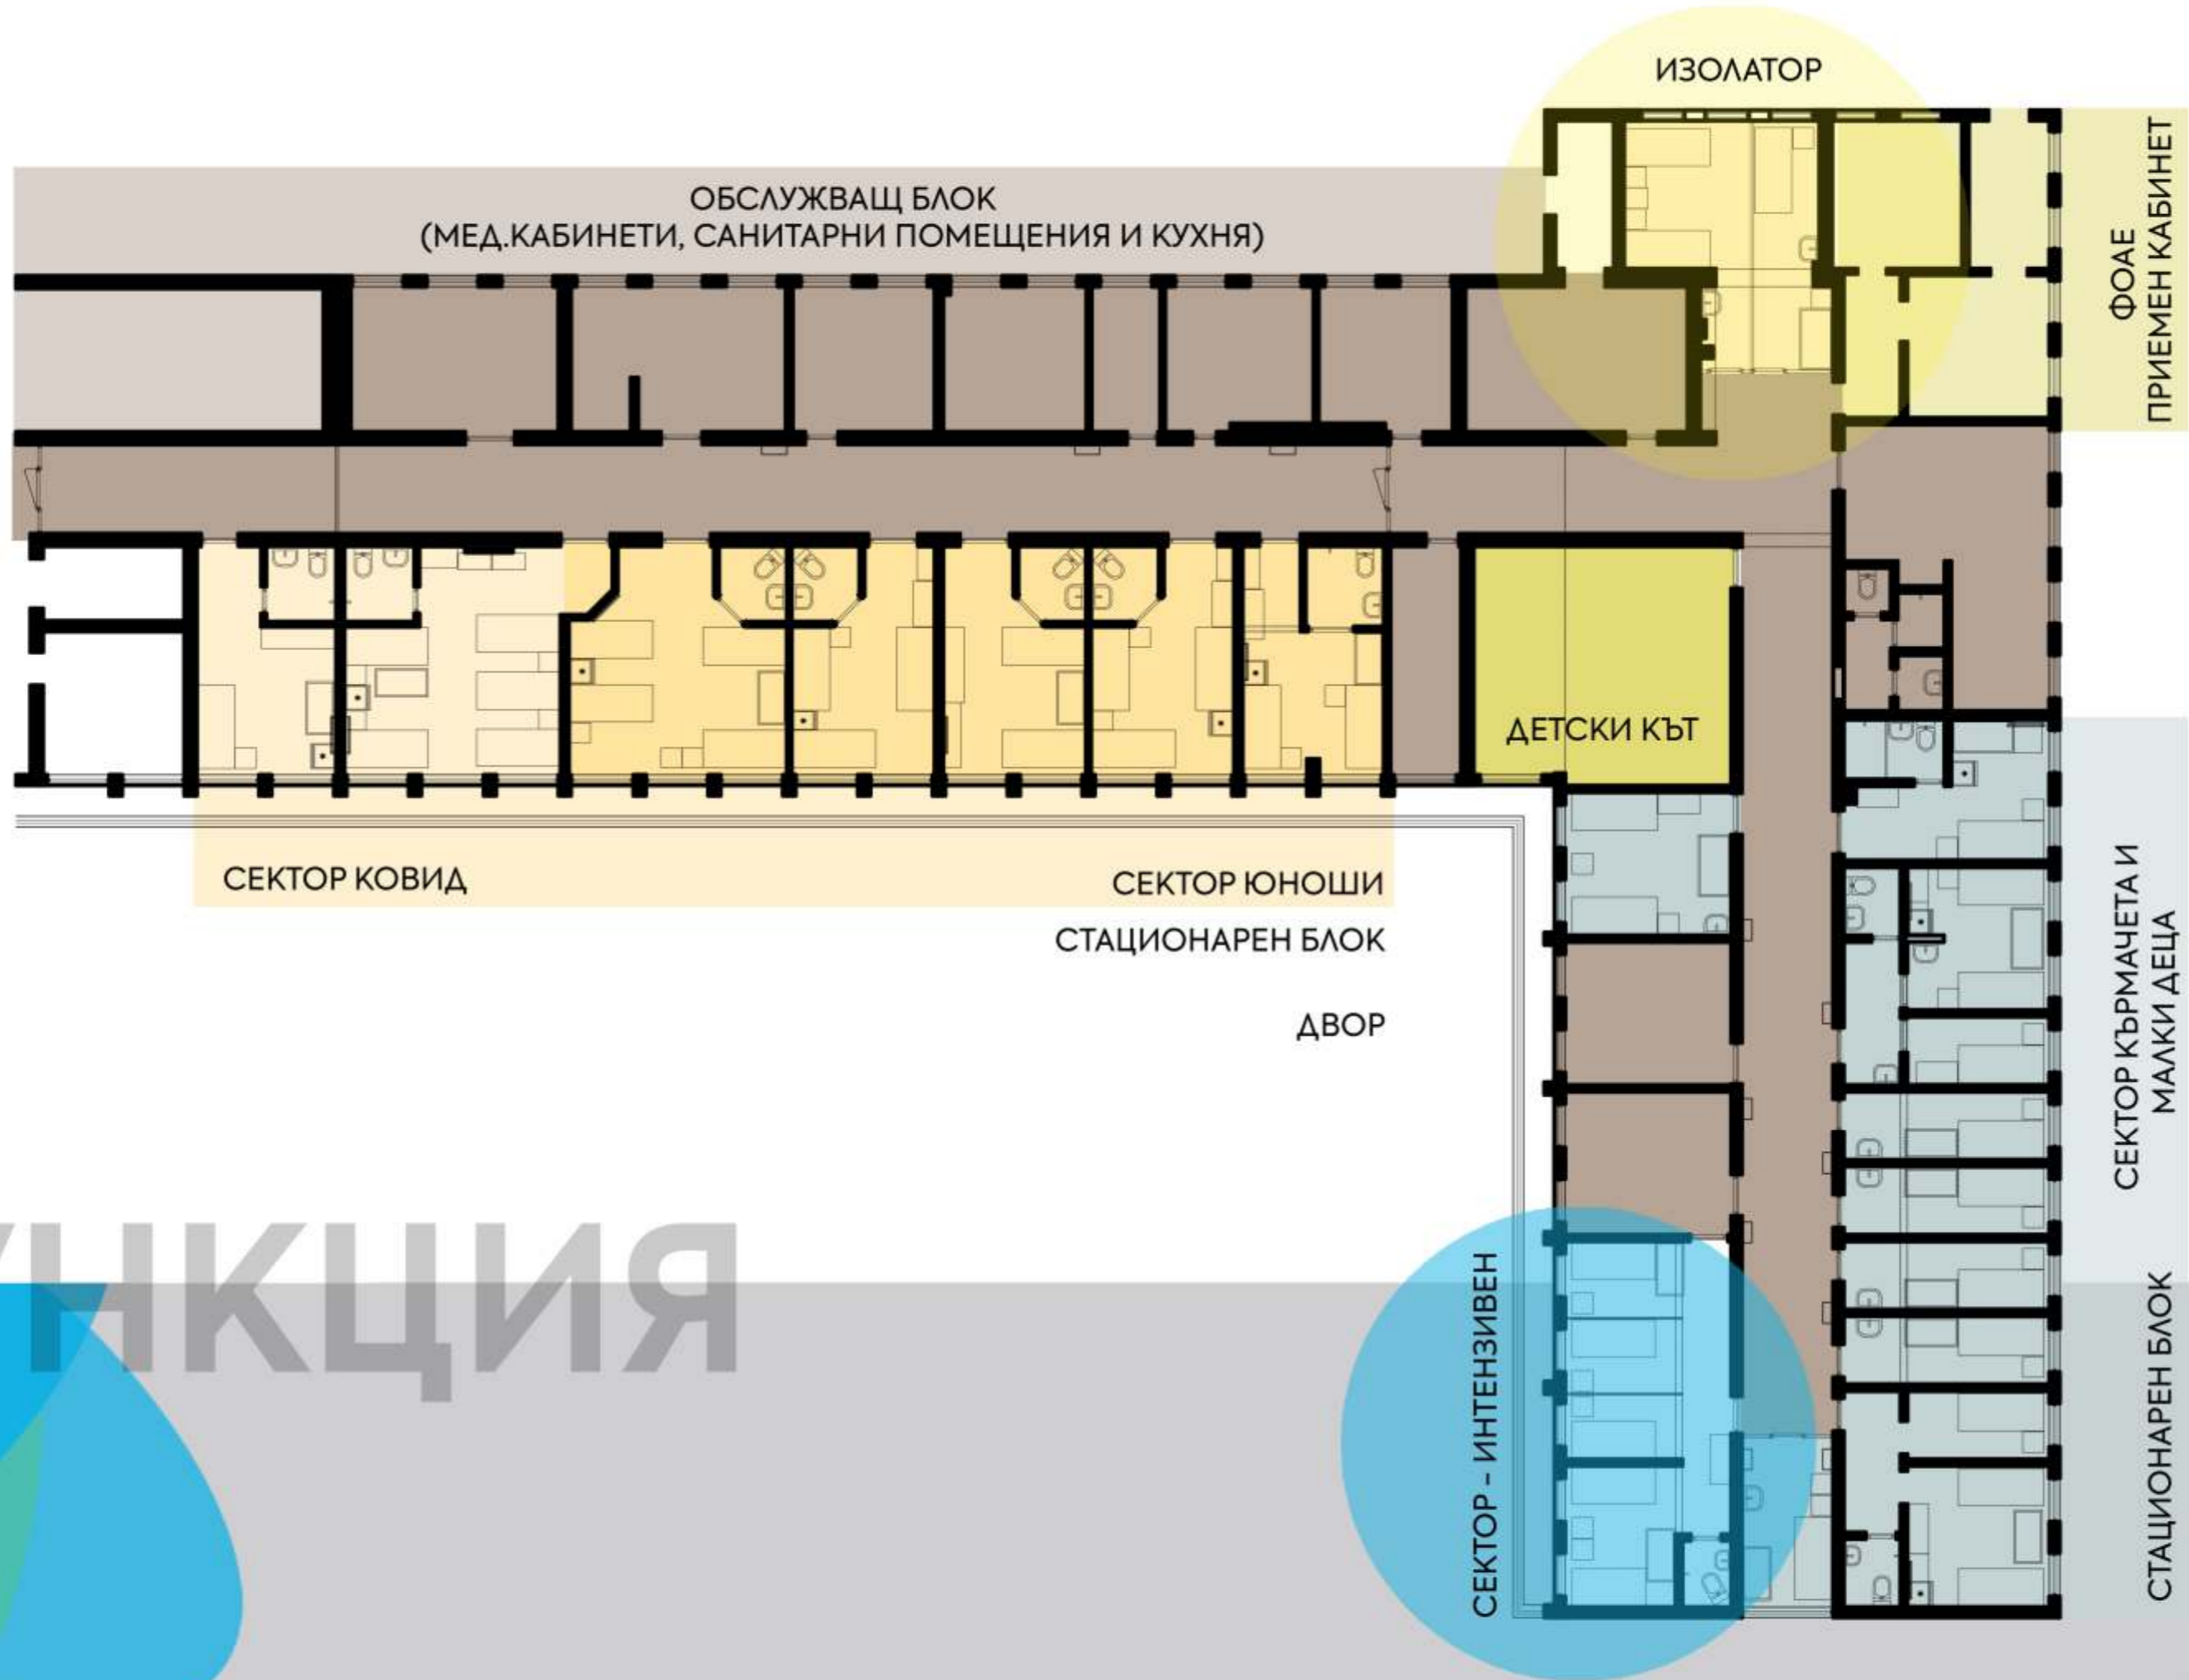 ИЗОЛАТОР
ОБСЛУЖВАЩ БЛОК
(МЕД.КАБИНЕТИ, САНИТАРНИ ПОМЕЩЕНИЯ И КУХНЯ)
ФОАЕ
ПРИЕМЕН КАБИНЕТ
ДЕТСКИ КЪТ
СЕКТОР КОВИД
СЕКТОР ЮНОШИ
СТАЦИОНАРЕН БЛОК
ДВОР
СЕКТОР КЪРМАЧЕТА И
МАЛКИ ДЕЦА
СЕКТОР - ИНТЕНЗИВЕН
СТАЦИОНАРЕН БЛОК
УНКЦИЯ